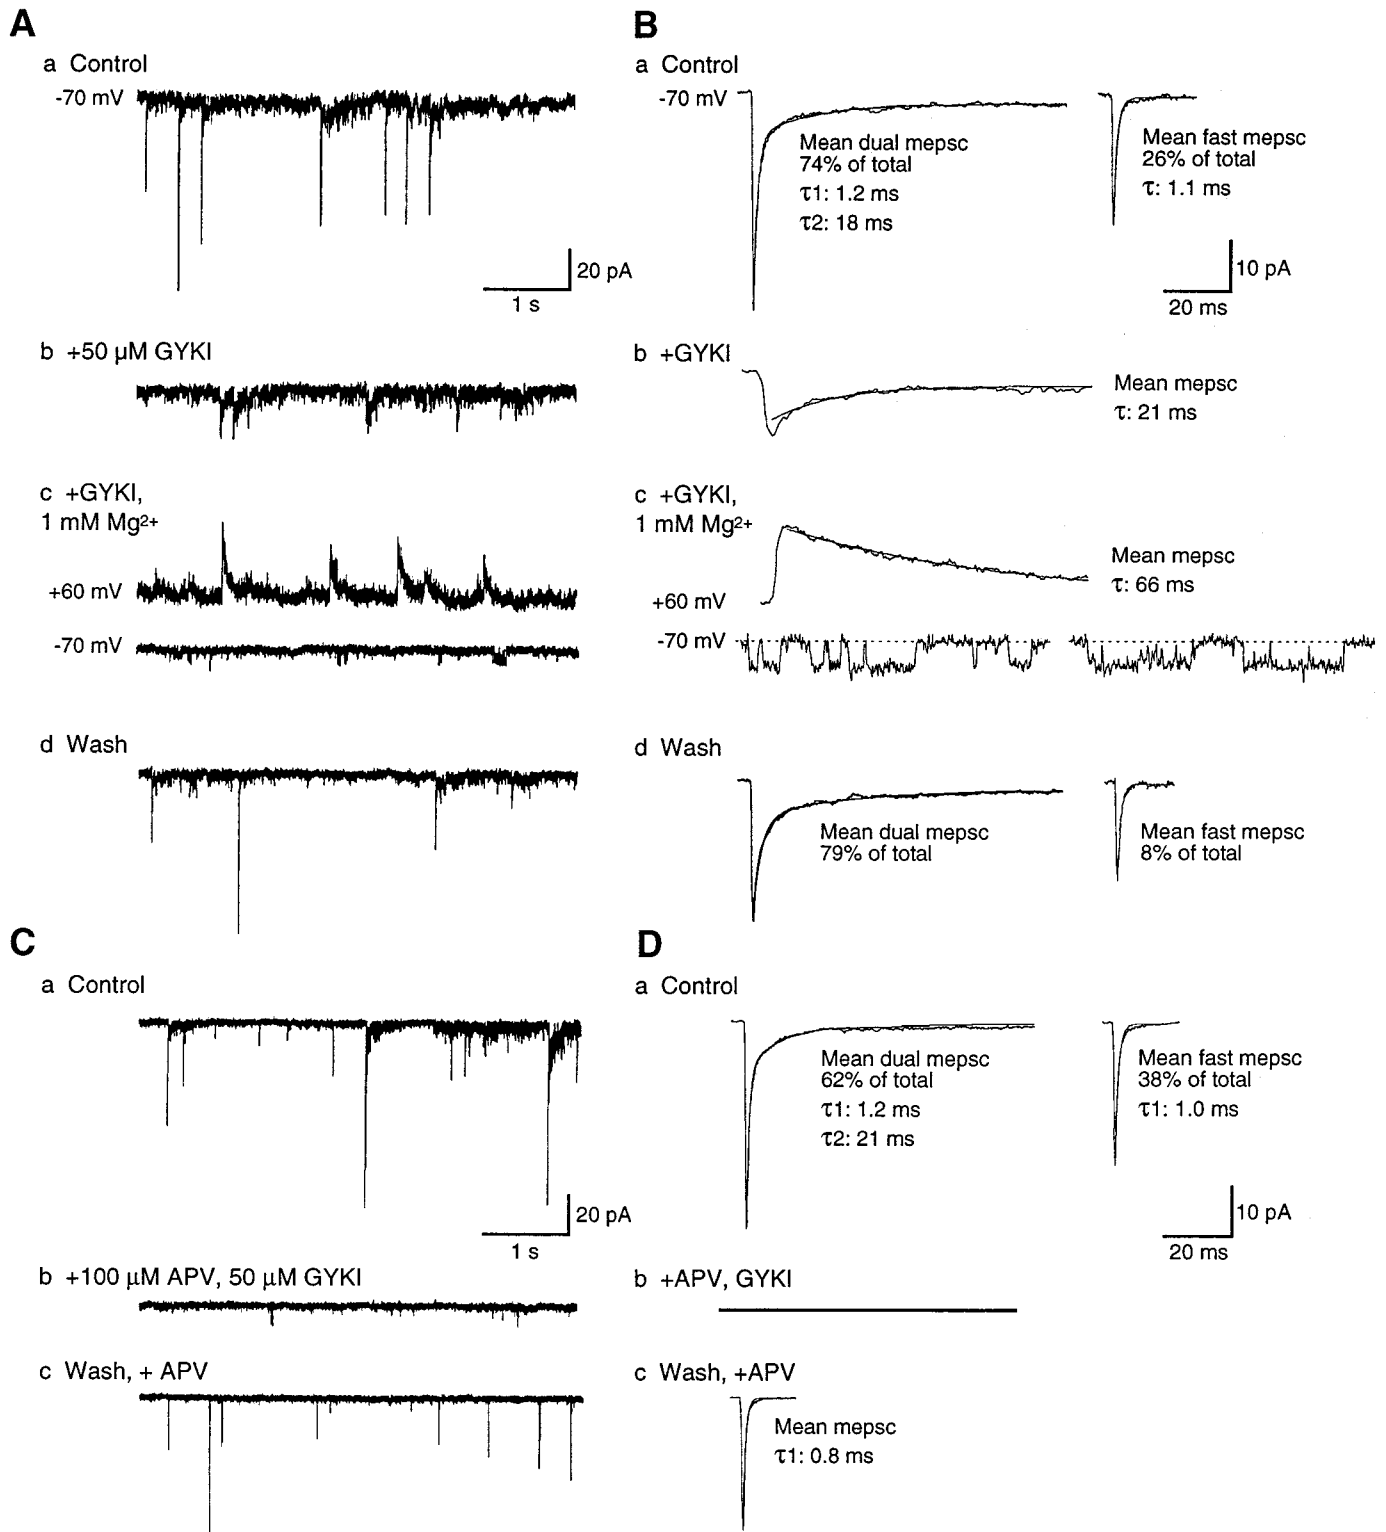 A
a Control
-70 mV
20 pA
1 s
b +50 µM GYKI
c +GYKI,
1 mM Mg2+
+60 mV
-70 mV
d Wash
B
a Control
-70 mV
Mean dual mepsc
74% of total
τ1: 1.2 ms
τ2: 18 ms
Mean fast mepsc
26% of total
τ: 1.1 ms
10 pA
20 ms
b +GYKI
Mean mepsc
τ: 21 ms
c +GYKI,
1 mM Mg2+
Mean mepsc
τ: 66 ms
+60 mV
-70 mV
d Wash
Mean dual mepsc
79% of total
Mean fast mepsc
8% of total
C
a Control
20 pA
1 s
b +100 µM APV, 50 µM GYKI
c Wash, + APV
D
a Control
Mean dual mepsc
62% of total
τ1: 1.2 ms
τ2: 21 ms
Mean fast mepsc
38% of total
τ1: 1.0 ms
10 pA
20 ms
b +APV, GYKI
c Wash, +APV
Mean mepsc
τ1: 0.8 ms